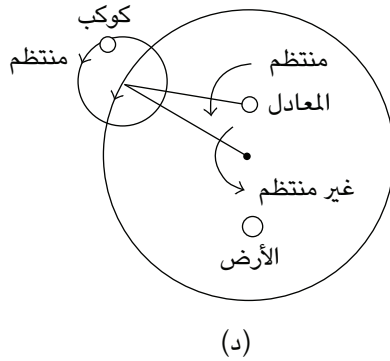 كوكب
منتظم
منتظم
المعادل
غير منتظم
الأرض
(د)